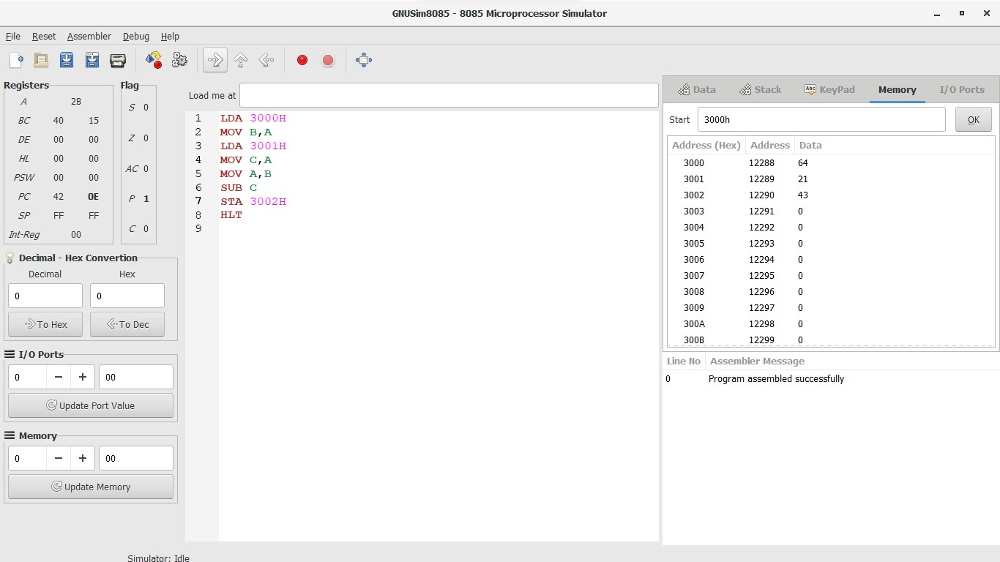 GNUSim8085 - 8085 Microprocessor Simulator
File Reset Assembler Debug Help
Registers
A 2B
BC 40 15
DE 00 00
HL 00 00
PSW 00 00
PC 42 0E
SP FF FF
Int-Reg 00
Flag
S 0
Z 0
AC 0
P 1
C 0
Decimal - Hex Convertion
Decimal Hex
0 0
To Hex To Dec
I/O Ports
0 − + 00
Update Port Value
Memory
0 − + 00
Update Memory
Load me at
1 LDA 3000H
2 MOV B,A
3 LDA 3001H
4 MOV C,A
5 MOV A,B
6 SUB C
7 STA 3002H
8 HLT
9
Data Stack Abc KeyPad Memory I/O Ports
Start 3000h OK
Address (Hex) Address Data
3000 12288 64
3001 12289 21
3002 12290 43
3003 12291 0
3004 12292 0
3005 12293 0
3006 12294 0
3007 12295 0
3008 12296 0
3009 12297 0
300A 12298 0
300B 12299 0
Line No Assembler Message
0 Program assembled successfully
Simulator: Idle